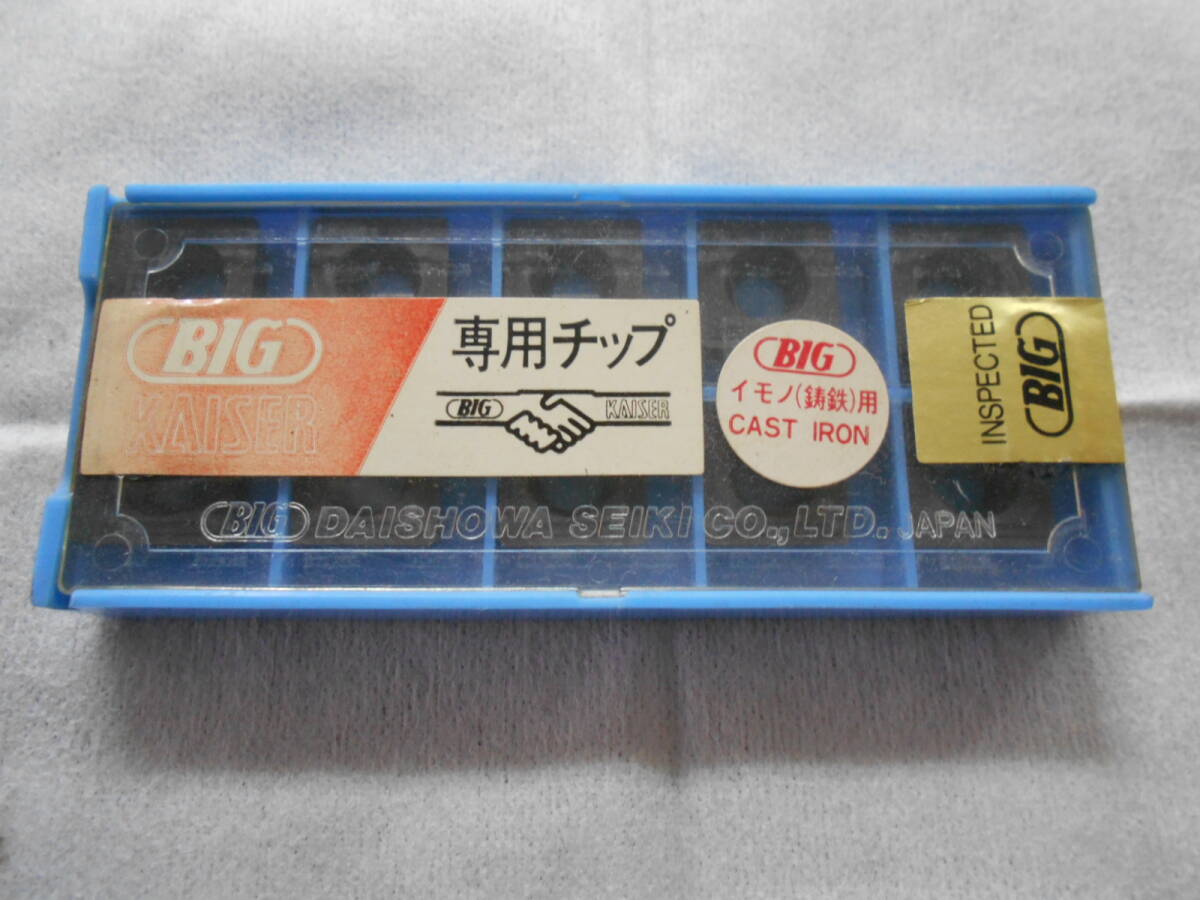 BIG
KAISER
専用チップ
BIG KAISER
BIG
イモノ(鋳鉄)用
CAST IRON
INSPECTED
BIG
BIG DAISHOWA SEIKI CO., LTD. JAPAN